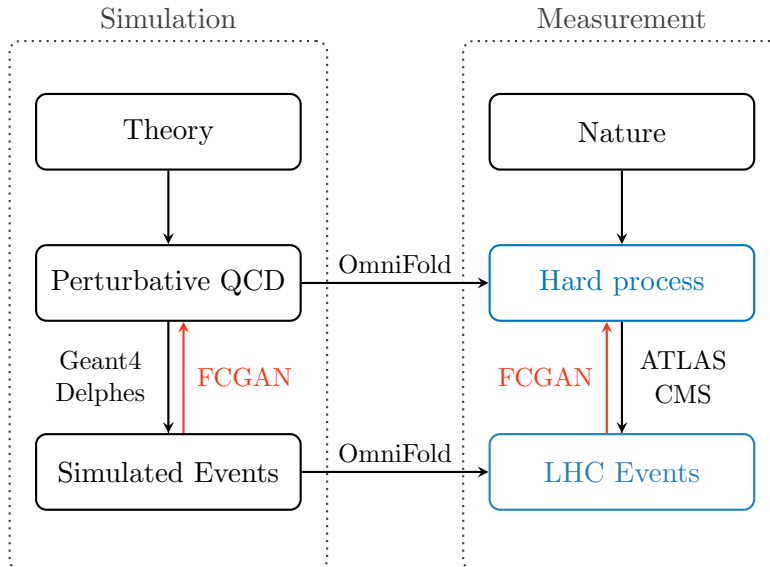 Simulation
Measurement
Theory
Nature
Perturbative QCD
OmniFold
Hard process
Geant4
Delphes
FCGAN
FCGAN
ATLAS
CMS
Simulated Events
OmniFold
LHC Events